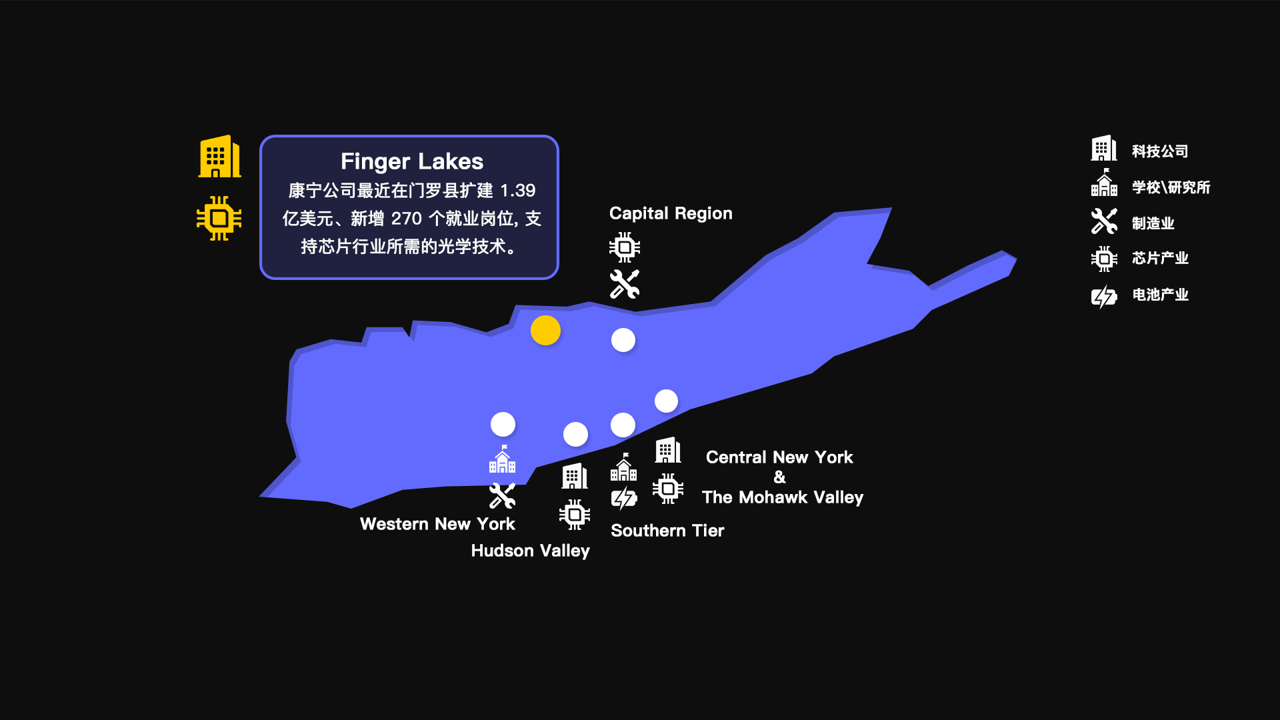 Finger Lakes
康宁公司最近在门罗县扩建 1.39
亿美元、新增 270 个就业岗位, 支
持芯片行业所需的光学技术。
科技公司
学校\研究所
制造业
芯片产业
电池产业
Capital Region
Central New York
&
The Mohawk Valley
Western New York
Southern Tier
Hudson Valley